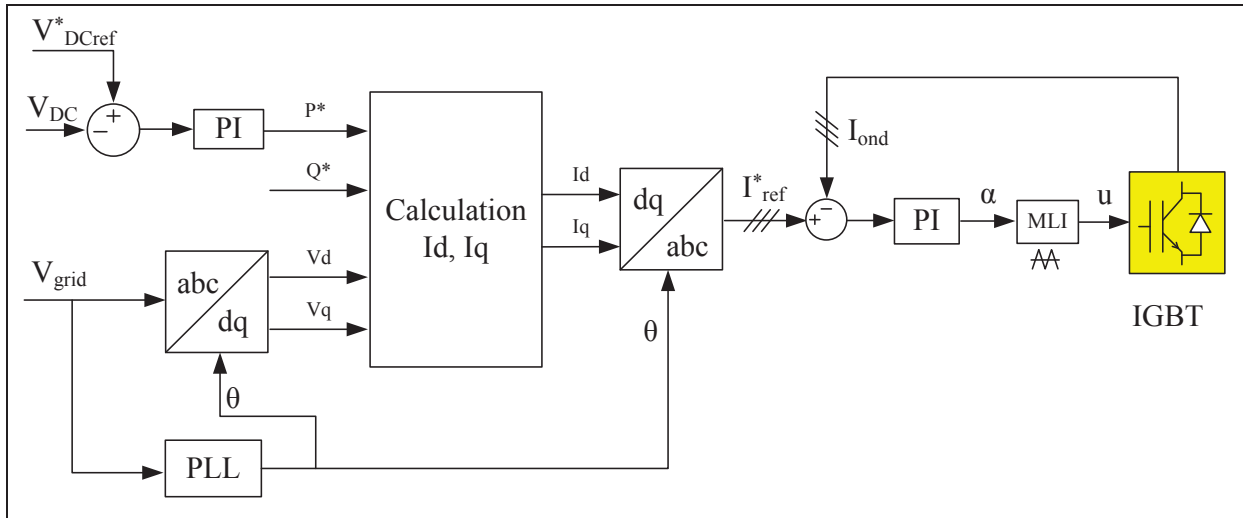 V*DCref
VDC
+
−
PI
P*
Q*
Vgrid
abc
dq
Vd
Vq
θ
PLL
Calculation
Id, Iq
Id
Iq
dq
abc
θ
I*ref
Iond
+
−
PI
α
MLI
u
IGBT